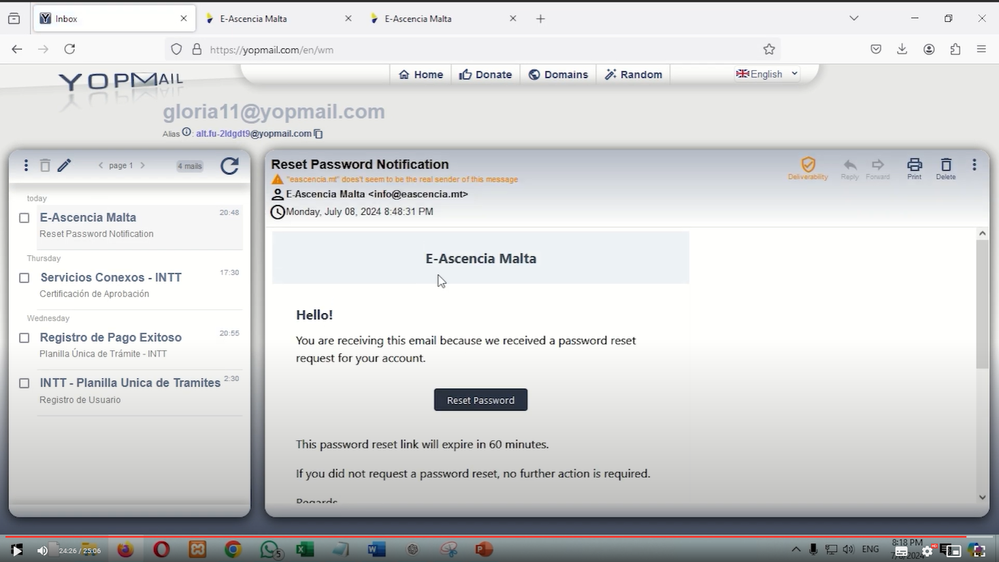 Inbox
E-Ascencia Malta
E-Ascencia Malta
https://yopmail.com/en/wm
YOPMAIL
Home
Donate
Domains
Random
English
gloria11@yopmail.com
Alias : alt.fu-2ldgdt9@yopmail.com
page 1
4 mails
today
E-Ascencia Malta 20:48
Reset Password Notification
Thursday
Servicios Conexos - INTT 17:30
Certificación de Aprobación
Wednesday
Registro de Pago Exitoso 20:55
Planilla Única de Trámite - INTT
INTT - Planilla Unica de Tramites 2:30
Registro de Usuario
Reset Password Notification
"eascencia.mt" does't seem to be the real sender of this message
E-Ascencia Malta <info@eascencia.mt>
Monday, July 08, 2024 8:48:31 PM
Deliverability
Reply
Forward
Print
Delete
E-Ascencia Malta
Hello!
You are receiving this email because we received a password reset
request for your account.
Reset Password
This password reset link will expire in 60 minutes.
If you did not request a password reset, no further action is required.
Regards
24:26 / 25:06
5
ENG
8:18 PM
HD